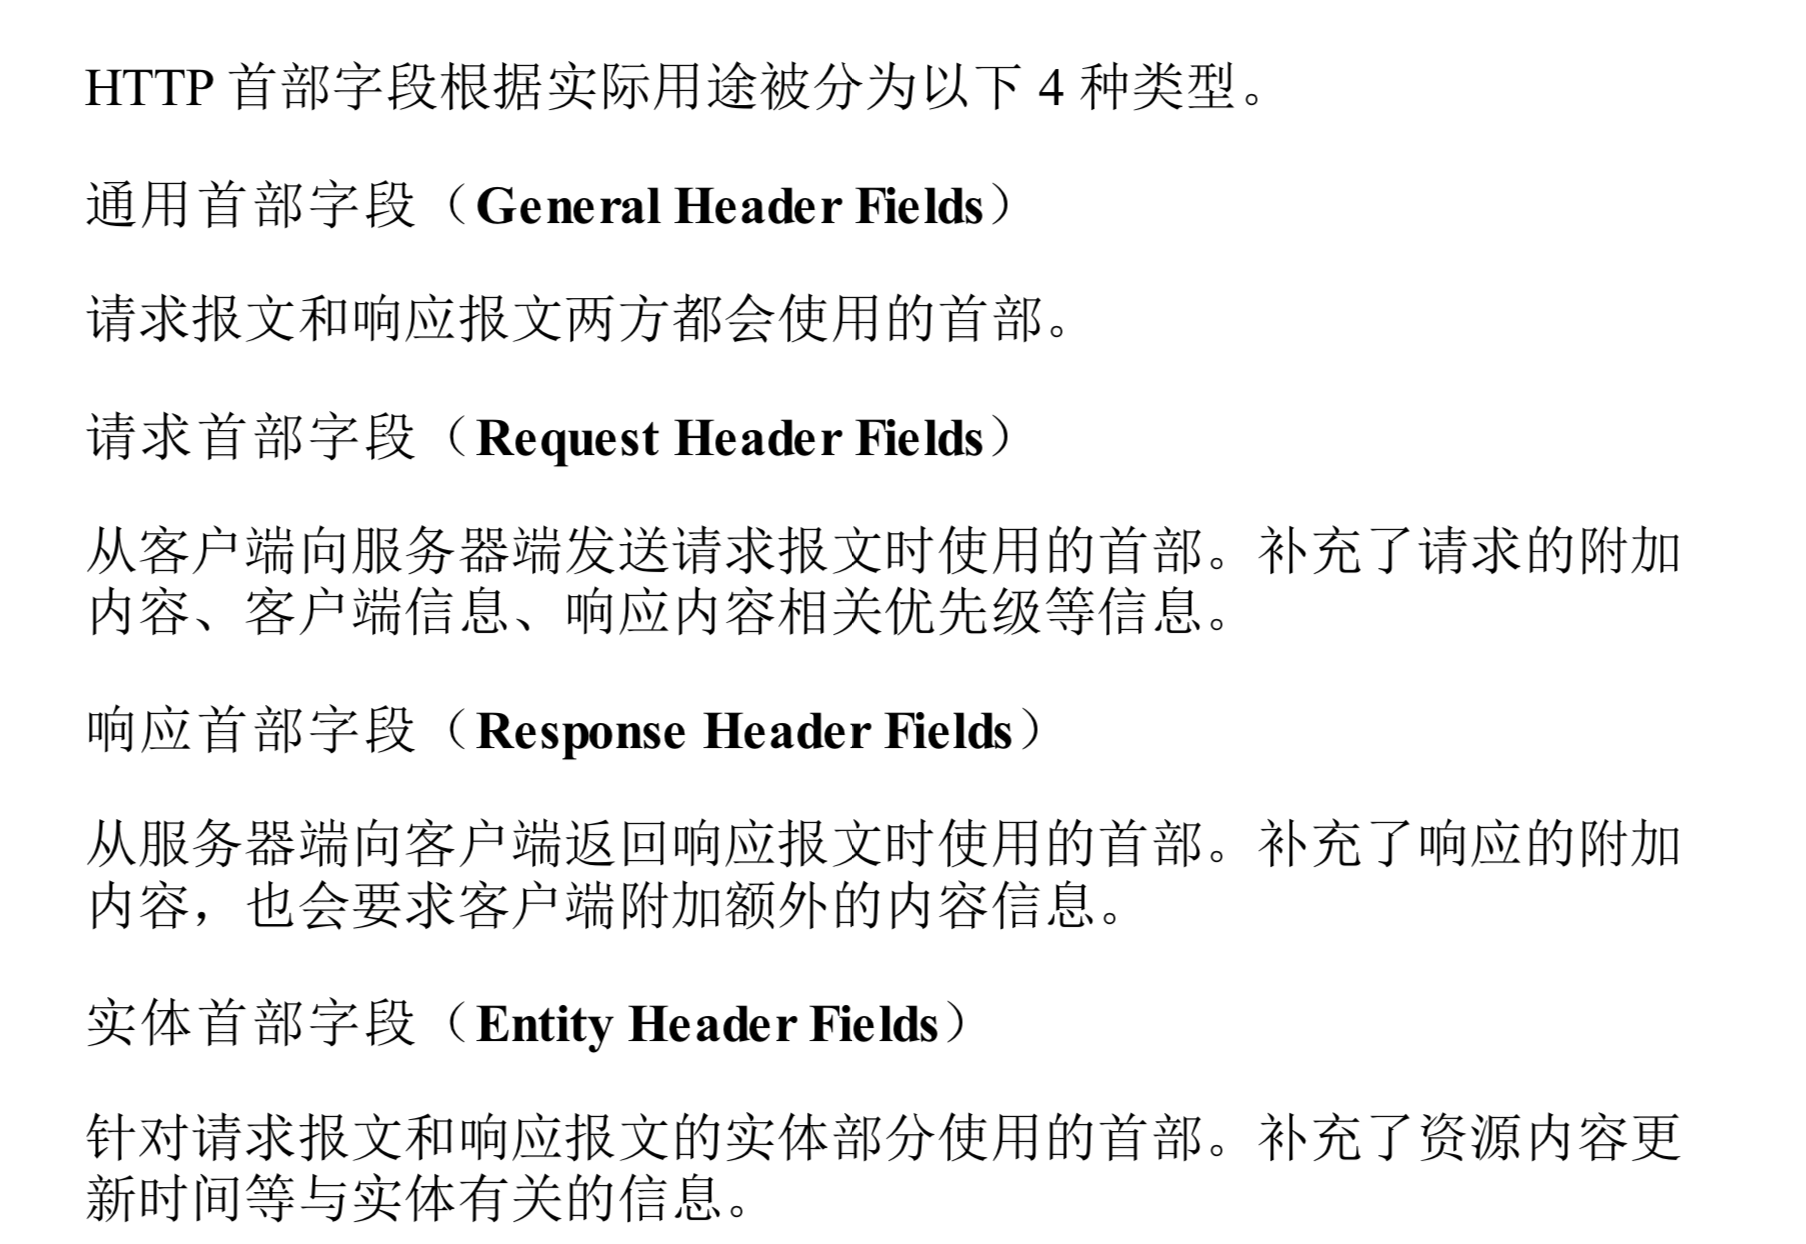 HTTP 首部字段根据实际用途被分为以下 4 种类型。
通用首部字段（General Header Fields）
请求报文和响应报文两方都会使用的首部。
请求首部字段（Request Header Fields）
从客户端向服务器端发送请求报文时使用的首部。补充了请求的附加
内容、客户端信息、响应内容相关优先级等信息。
响应首部字段（Response Header Fields）
从服务器端向客户端返回响应报文时使用的首部。补充了响应的附加
内容，也会要求客户端附加额外的内容信息。
实体首部字段（Entity Header Fields）
针对请求报文和响应报文的实体部分使用的首部。补充了资源内容更
新时间等与实体有关的信息。